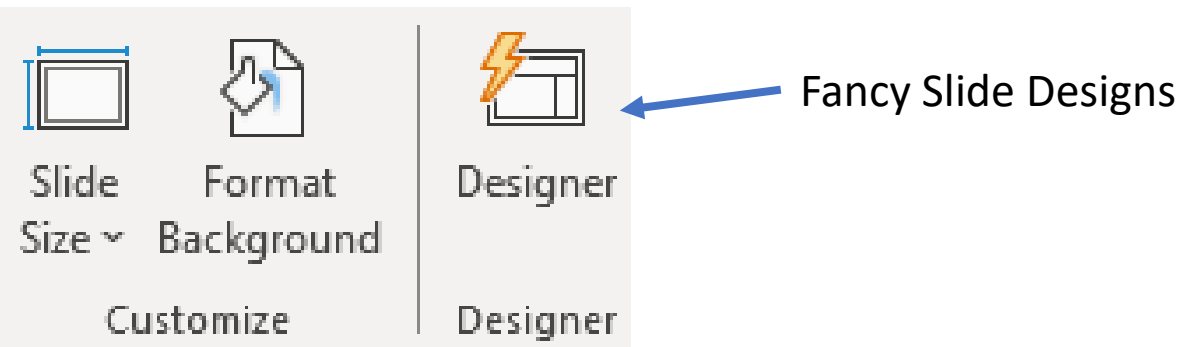 Fancy Slide Designs
Slide
Size
Format
Background
Designer
Customize
Designer